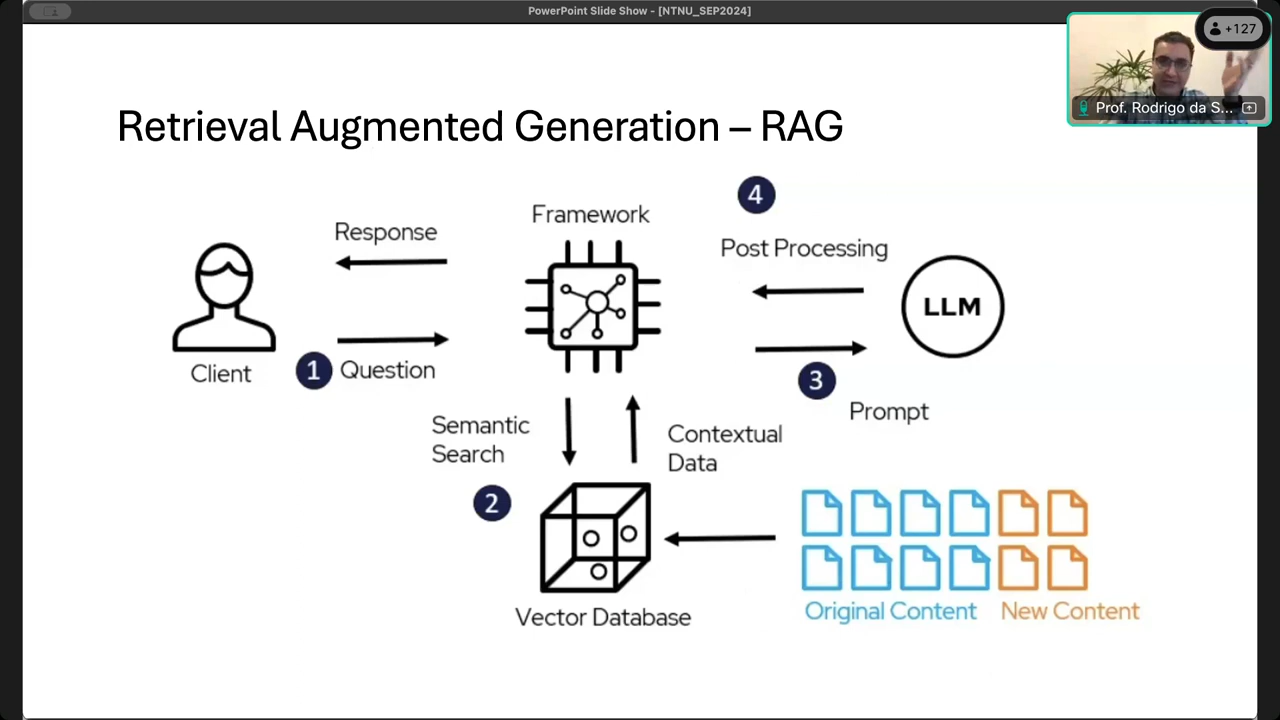 PowerPoint Slide Show - [NTNU_SEP2024]
+127
Prof. Rodrigo da S...
Retrieval Augmented Generation – RAG
4
Framework
Response
Post Processing
LLM
Client
1 Question
3
Prompt
Semantic
Search
Contextual
Data
2
Vector Database
Original Content
New Content